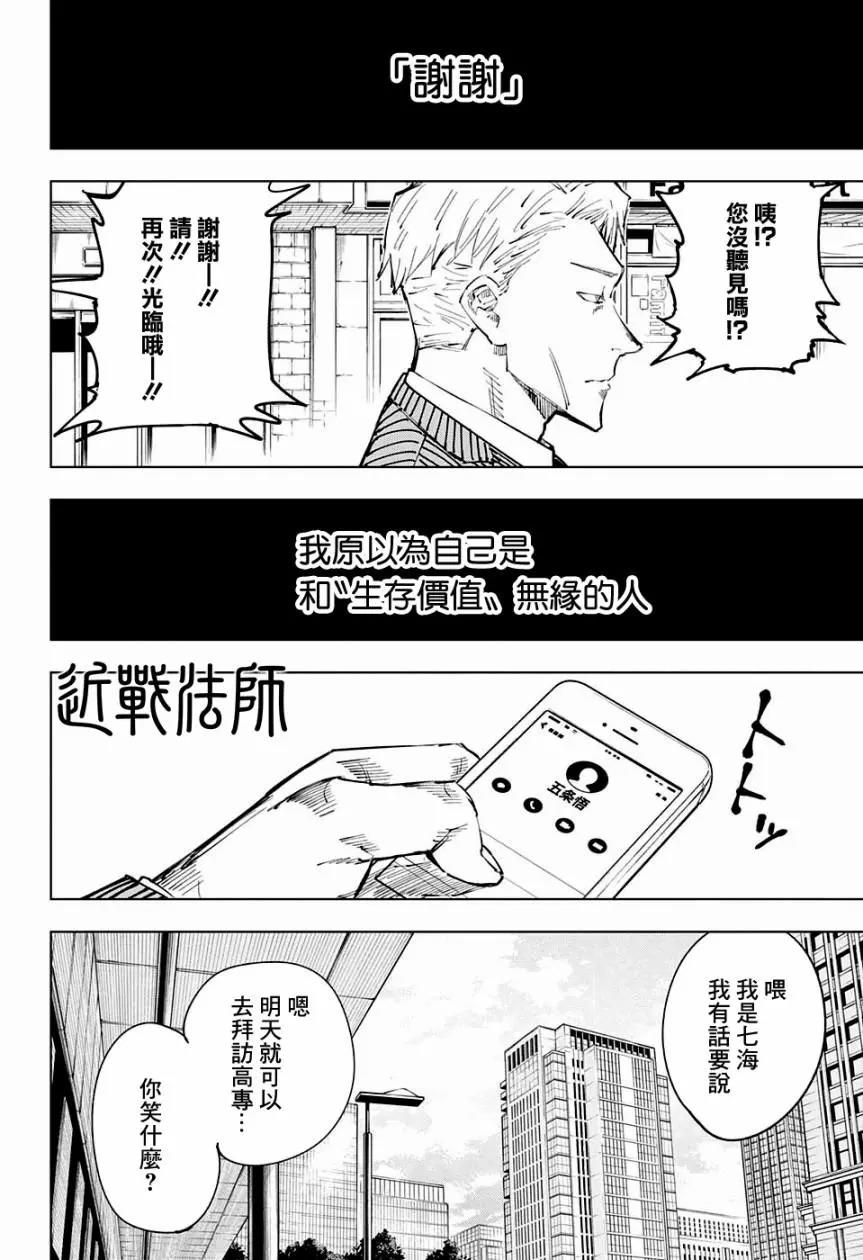 「謝謝」
咦!?
您沒聽見嗎!?
謝謝—!!
請!!
再次!!光臨哦—!!
我原以為自己是
和〝生存價值〟無緣的人
近戰法師
五条悟
トトッ
喂
我是七海
我有話要說
嗯
明天就可以
去拜訪高專…
你笑什麼?